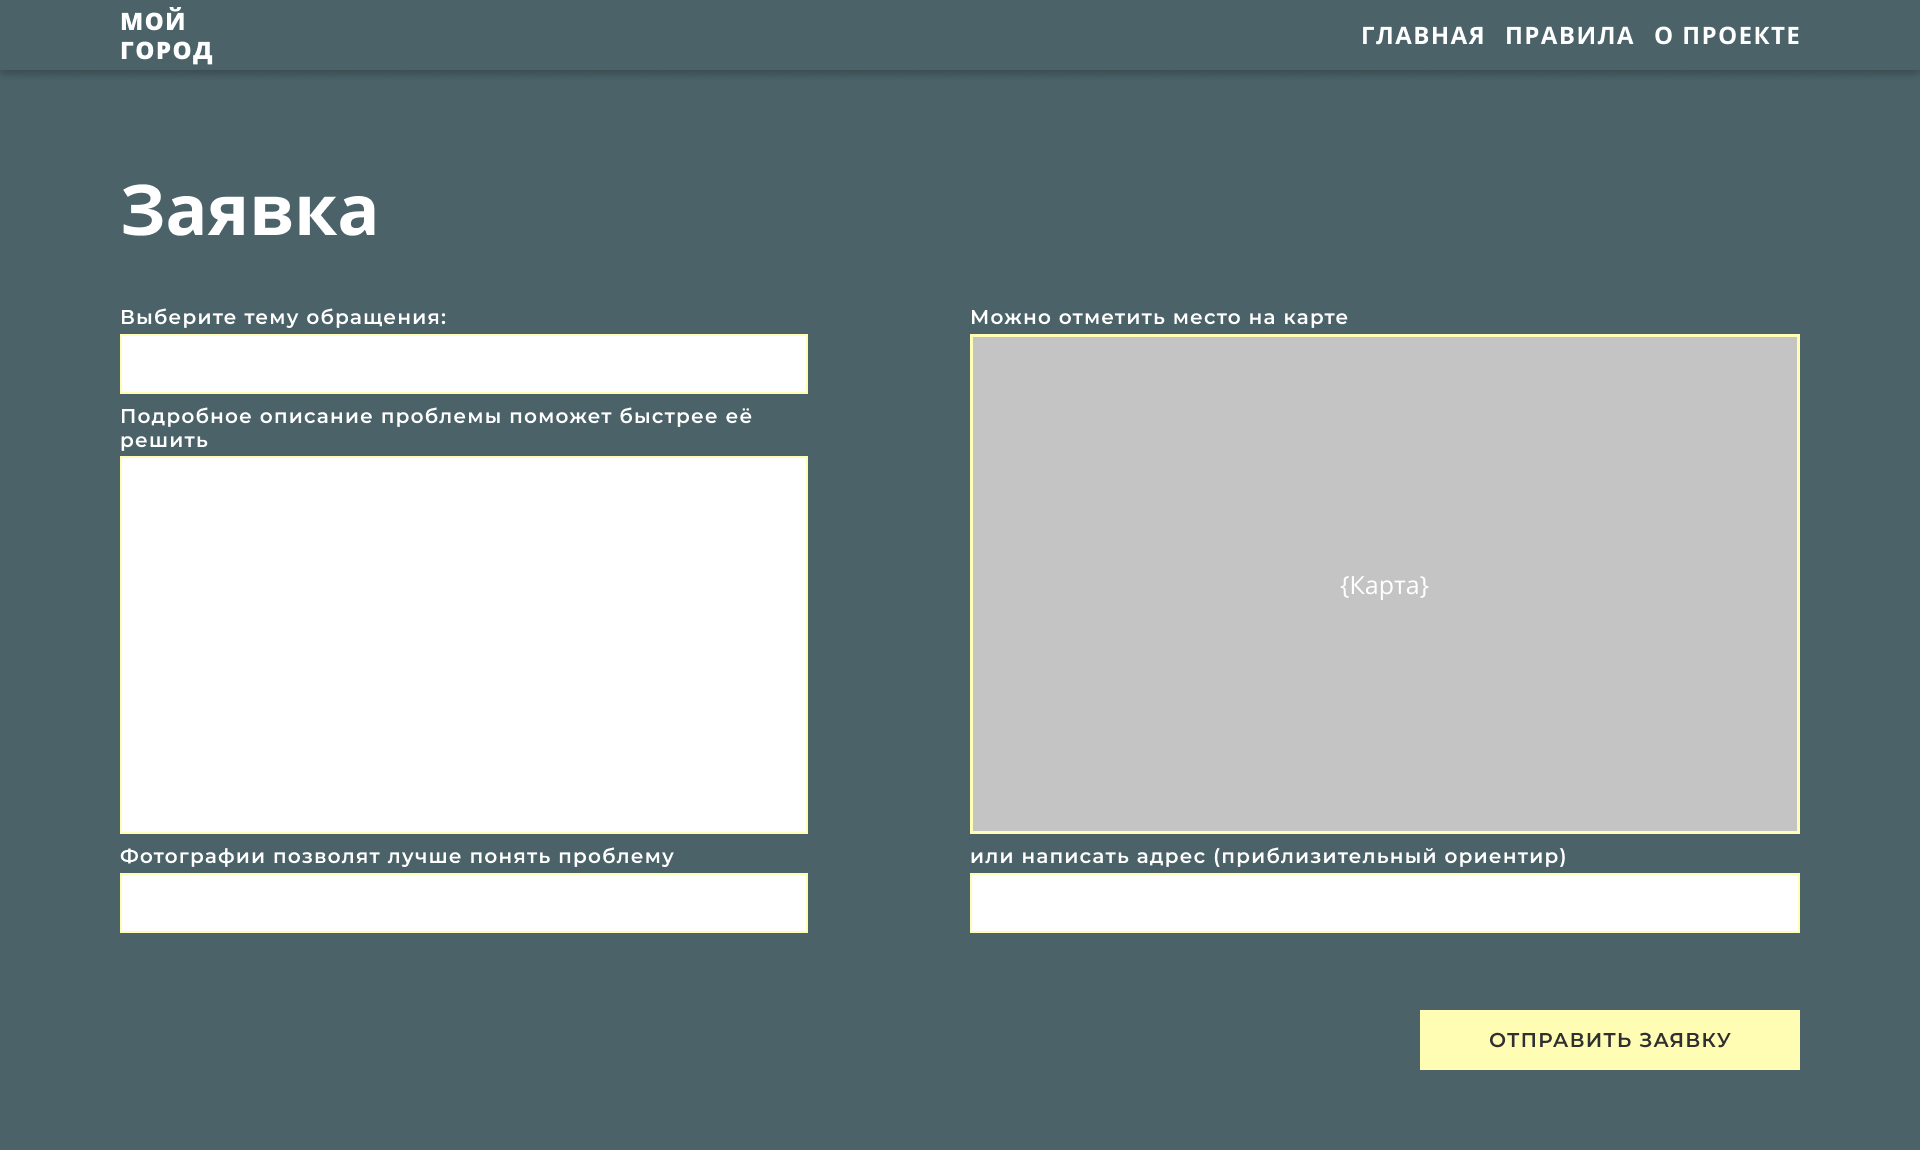 МОЙ
ГОРОД
ГЛАВНАЯ ПРАВИЛА О ПРОЕКТЕ
Заявка
Выберите тему обращения:
Подробное описание проблемы поможет быстрее её
решить
Фотографии позволят лучше понять проблему
Можно отметить место на карте
{Карта}
или написать адрес (приблизительный ориентир)
ОТПРАВИТЬ ЗАЯВКУ